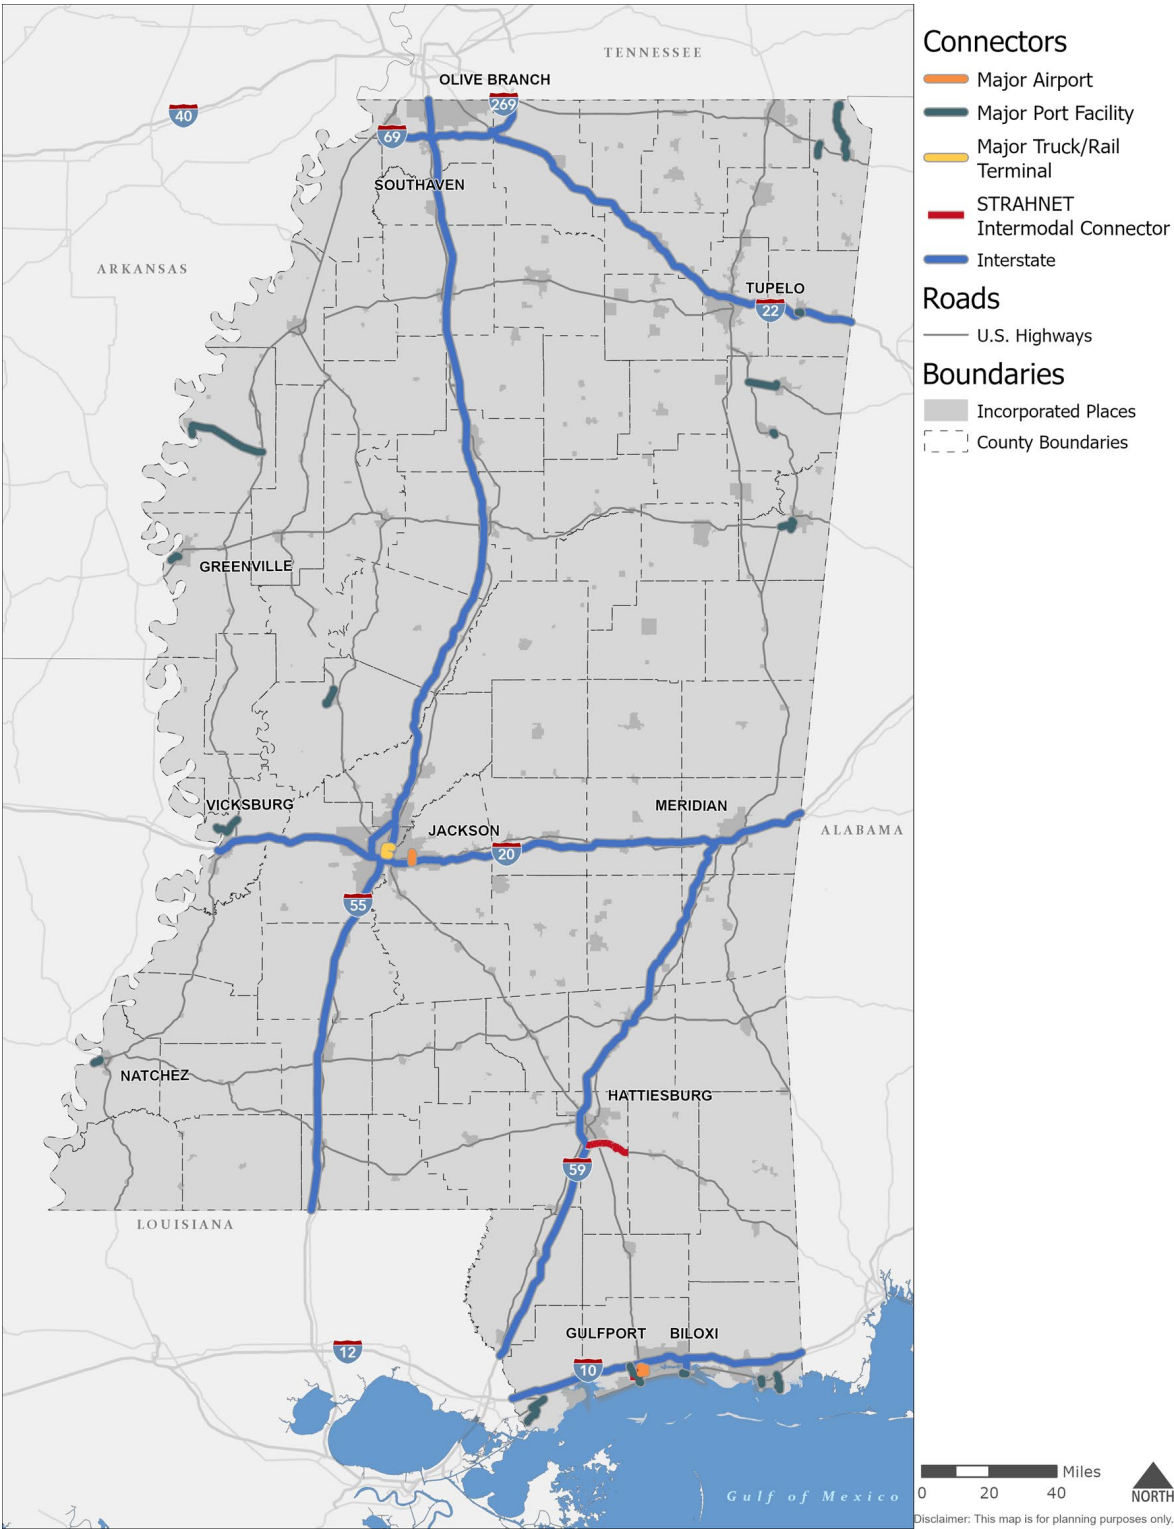 TENNESSEE
OLIVE BRANCH
269
40
69
SOUTHAVEN
ARKANSAS
TUPELO
22
GREENVILLE
VICKSBURG
MERIDIAN
JACKSON
ALABAMA
20
55
NATCHEZ
HATTIESBURG
59
LOUISIANA
GULFPORT
BILOXI
12
10
Gulf of Mexico
Connectors
Major Airport
Major Port Facility
Major Truck/Rail
Terminal
STRAHNET
Intermodal Connector
Interstate
Roads
U.S. Highways
Boundaries
Incorporated Places
County Boundaries
Miles
0 20 40
NORTH
Disclaimer: This map is for planning purposes only.